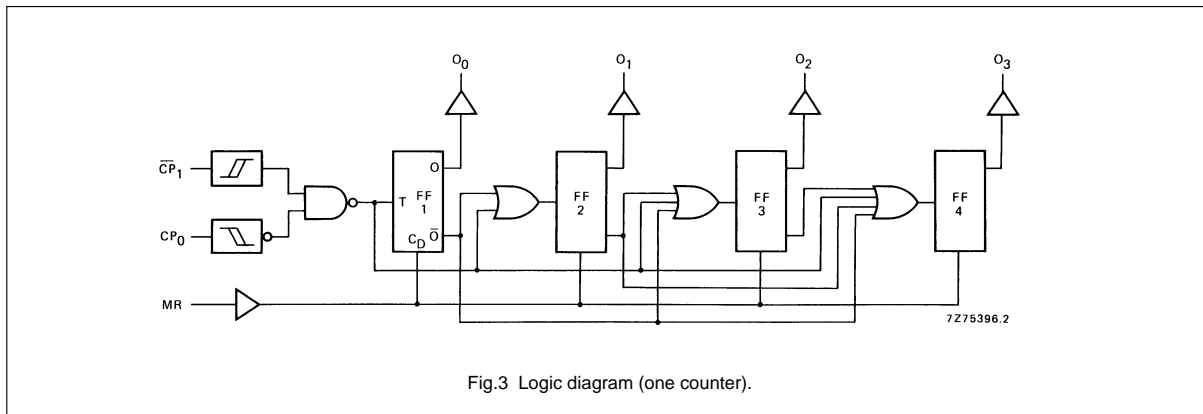 O0 O1 O2 O3
CP1
O
T FF 1
FF 2
FF 3
FF 4
CP0
CD O
MR
7Z75396.2
Fig.3 Logic diagram (one counter).